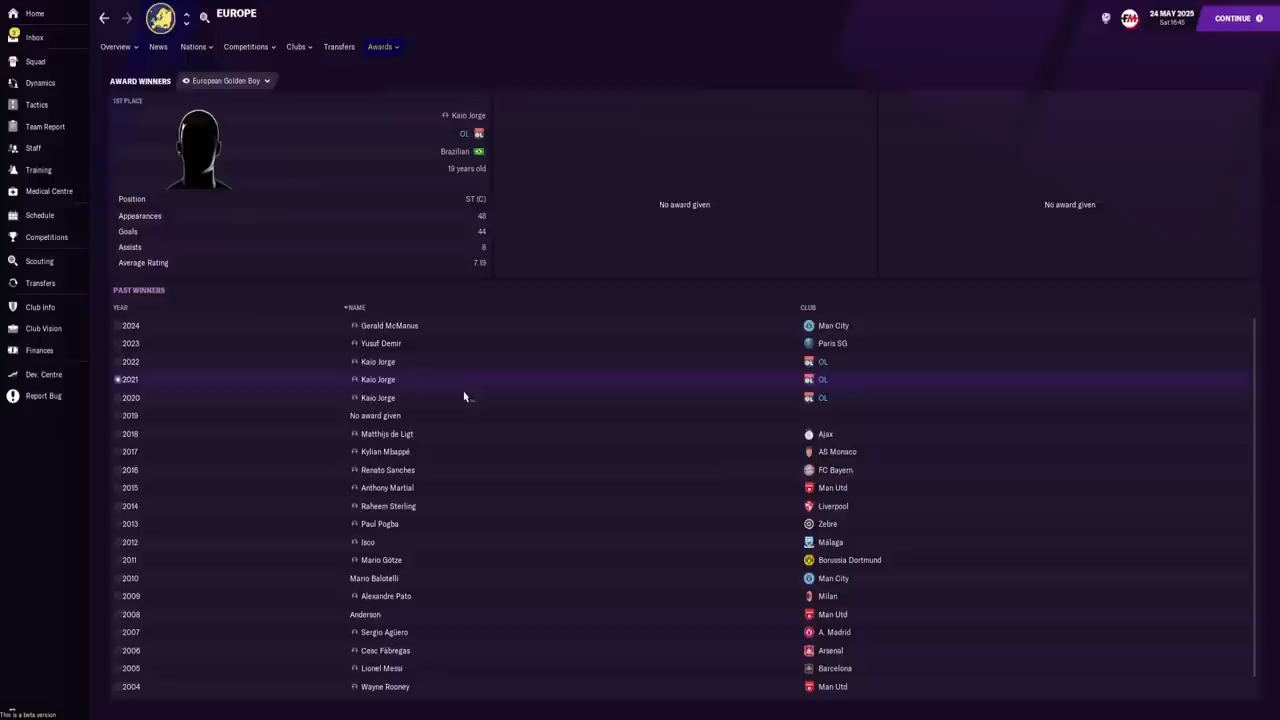 Home
EUROPE
24 MAY 2025
Sat 16:45
CONTINUE
Inbox
Squad
Dynamics
Tactics
Team Report
Staff
Training
Medical Centre
Schedule
Competitions
Scouting
Transfers
Club Info
Club Vision
Finances
Dev. Centre
Report Bug
This is a beta version
Overview News Nations Competitions Clubs Transfers Awards
AWARD WINNERS European Golden Boy
1ST PLACE
Kaio Jorge
OL
Brazilian
19 years old
Position ST (C)
Appearances 48
Goals 44
Assists 8
Average Rating 7.19
No award given
No award given
PAST WINNERS
YEAR NAME CLUB
2024 Gerald McManus Man City
2023 Yusuf Demir Paris SG
2022 Kaio Jorge OL
2021 Kaio Jorge OL
2020 Kaio Jorge OL
2019 No award given
2018 Matthijs de Ligt Ajax
2017 Kylian Mbappé AS Monaco
2016 Renato Sanches FC Bayern
2015 Anthony Martial Man Utd
2014 Raheem Sterling Liverpool
2013 Paul Pogba Zebre
2012 Isco Málaga
2011 Mario Götze Borussia Dortmund
2010 Mario Balotelli Man City
2009 Alexandre Pato Milan
2008 Anderson Man Utd
2007 Sergio Agüero A. Madrid
2006 Cesc Fàbregas Arsenal
2005 Lionel Messi Barcelona
2004 Wayne Rooney Man Utd